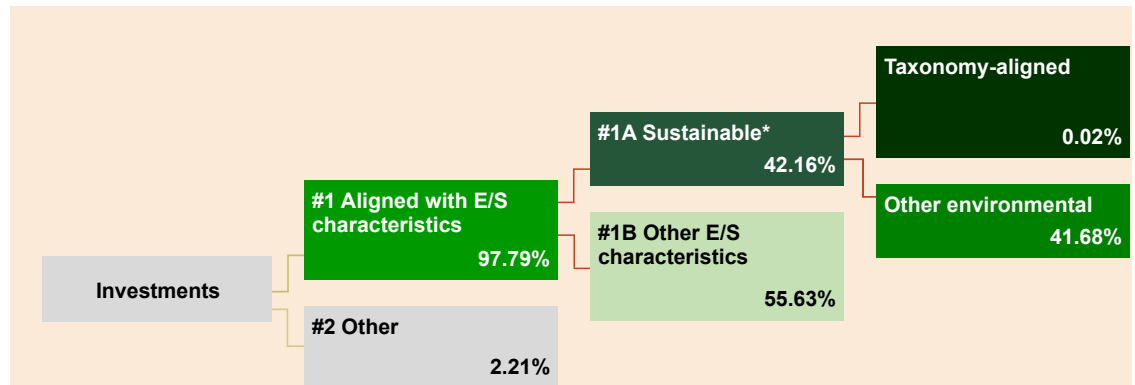 Investments
#1 Aligned with E/S
characteristics
97.79%
#2 Other
2.21%
#1A Sustainable*
42.16%
#1B Other E/S
characteristics
55.63%
Taxonomy-aligned
0.02%
Other environmental
41.68%